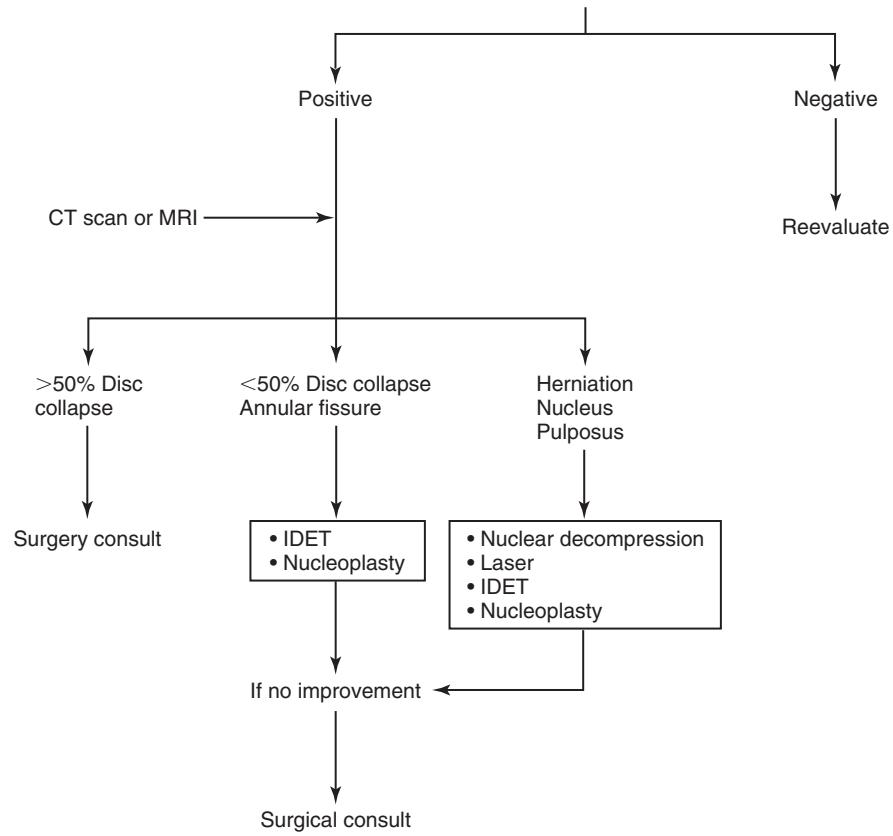 Positive
Negative
CT scan or MRI
Reevaluate
>50% Disc
collapse
<50% Disc collapse
Annular fissure
Herniation
Nucleus
Pulposus
Surgery consult
• IDET
• Nucleoplasty
• Nuclear decompression
• Laser
• IDET
• Nucleoplasty
If no improvement
Surgical consult